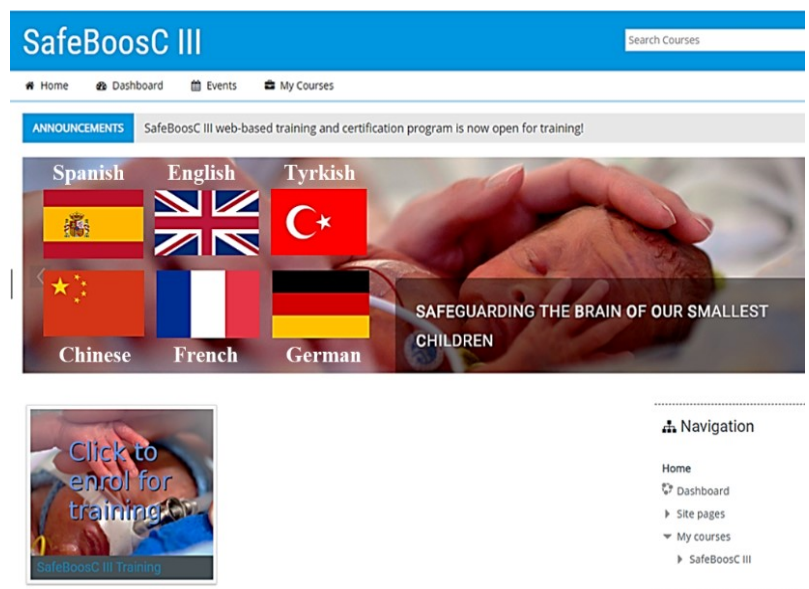 SafeBoosC III
Search Courses
Home Dashboard Events My Courses
ANNOUNCEMENTS SafeBoosC III web-based training and certification program is now open for training!
Spanish English Tyrkish
Chinese French German
SAFEGUARDING THE BRAIN OF OUR SMALLEST
CHILDREN
Click to
enrol for
training
SafeBoosC III Training
Navigation
Home
Dashboard
Site pages
My courses
SafeBoosC III